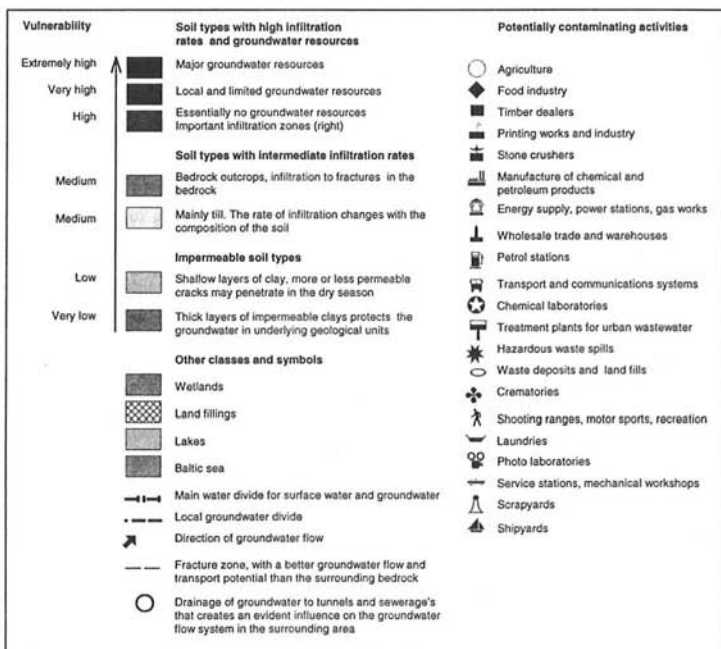 Vulnerability
Soil types with high infiltration
rates and groundwater resources
Extremely high
Major groundwater resources
Very high
Local and limited groundwater resources
High
Essentially no groundwater resources
Important infiltration zones (right)
Soil types with intermediate infiltration rates
Medium
Bedrock outcrops, infiltration to fractures in the
bedrock
Medium
Mainly till. The rate of infiltration changes with the
composition of the soil
Impermeable soil types
Low
Shallow layers of clay, more or less permeable
cracks may penetrate in the dry season
Very low
Thick layers of impermeable clays protects the
groundwater in underlying geological units
Other classes and symbols
Wetlands
Land fillings
Lakes
Baltic sea
Main water divide for surface water and groundwater
Local groundwater divide
Direction of groundwater flow
Fracture zone, with a better groundwater flow and
transport potential than the surrounding bedrock
Drainage of groundwater to tunnels and sewerage's
that creates an evident influence on the groundwater
flow system in the surrounding area
Potentially contaminating activities
Agriculture
Food industry
Timber dealers
Printing works and industry
Stone crushers
Manufacture of chemical and
petroleum products
Energy supply, power stations, gas works
Wholesale trade and warehouses
Petrol stations
Transport and communications systems
Chemical laboratories
Treatment plants for urban wastewater
Hazardous waste spills
Waste deposits and land fills
Crematories
Shooting ranges, motor sports, recreation
Laundries
Photo laboratories
Service stations, mechanical workshops
Scrapyards
Shipyards